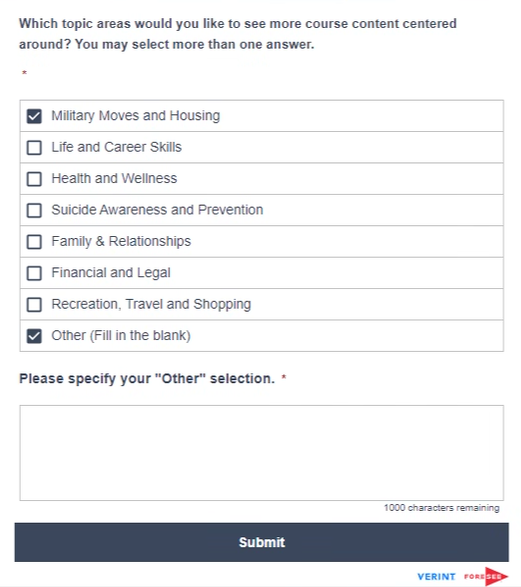 Which topic areas would you like to see more course content centered
around? You may select more than one answer.
*
Military Moves and Housing
Life and Career Skills
Health and Wellness
Suicide Awareness and Prevention
Family & Relationships
Financial and Legal
Recreation, Travel and Shopping
Other (Fill in the blank)
Please specify your "Other" selection. *
1000 characters remaining
Submit
VERINT FORESEE